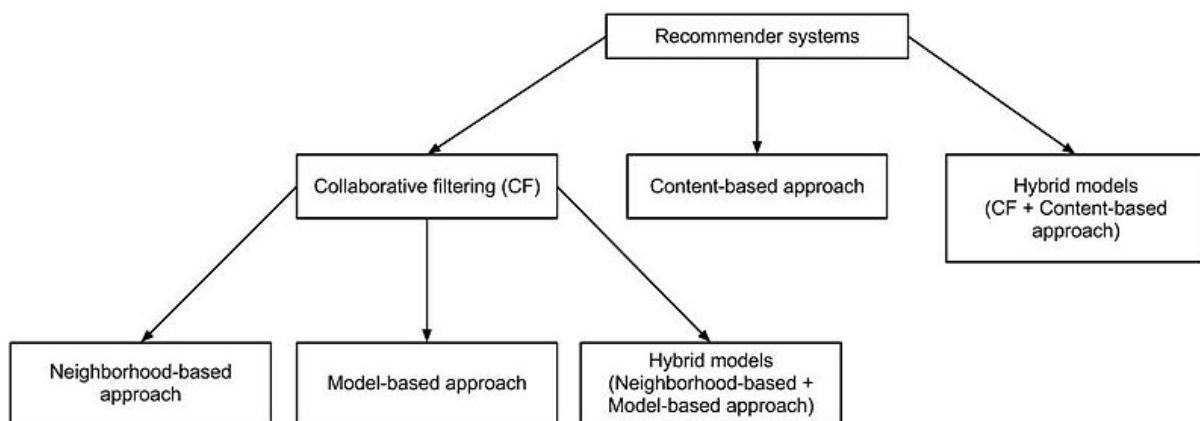 Recommender systems
Collaborative filtering (CF)
Content-based approach
Hybrid models
(CF + Content-based
approach)
Neighborhood-based
approach
Model-based approach
Hybrid models
(Neighborhood-based +
Model-based approach)